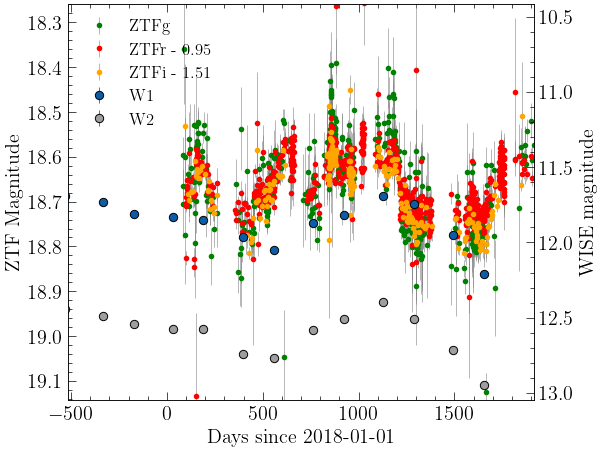 ZTFg
ZTFr - 0.95
ZTFi - 1.51
W1
W2
18.3
18.4
18.5
18.6
18.7
18.8
18.9
19.0
19.1
ZTF Magnitude
10.5
11.0
11.5
12.0
12.5
13.0
WISE magnitude
−500
0
500
1000
1500
Days since 2018-01-01